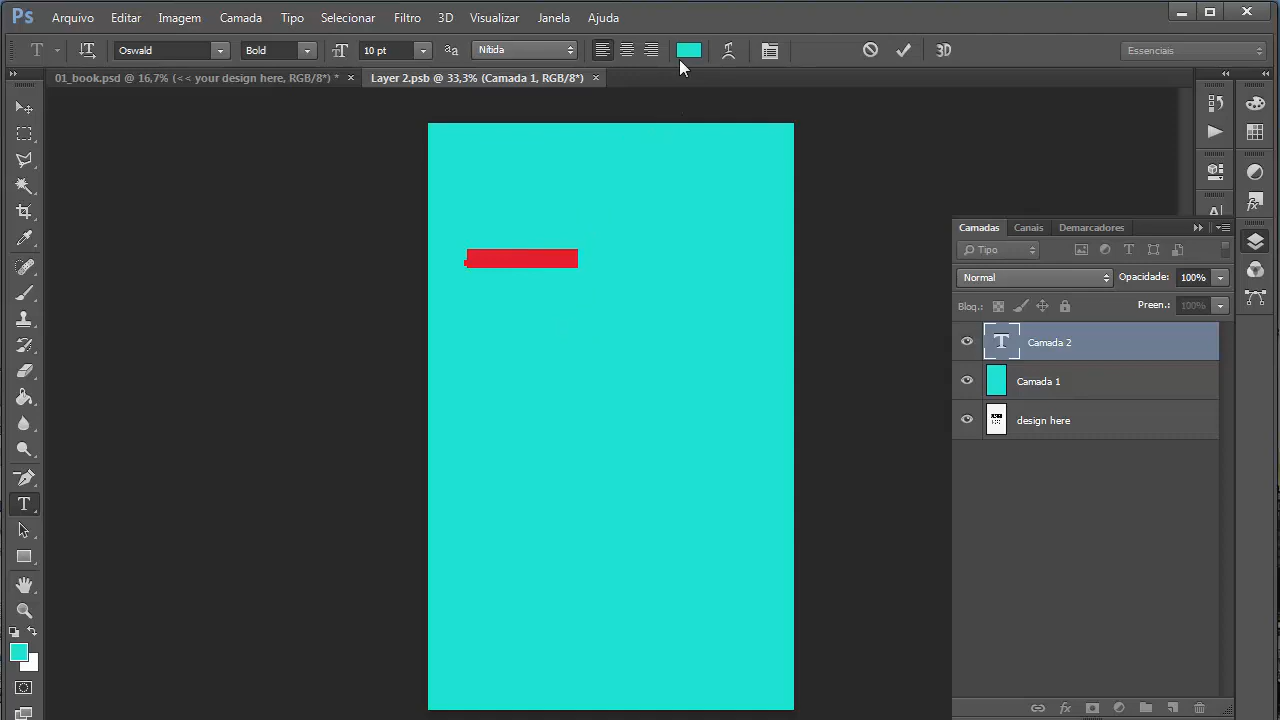 Ps Arquivo Editar Imagem Camada Tipo Selecionar Filtro 3D Visualizar Janela Ajuda
T Oswald Bold 10 pt aa Nítida 3D Essenciais
01_book.psd @ 16,7% (<< your design here, RGB/8*) * Layer 2.psb @ 33,3% (Camada 1, RGB/8*)
Camadas Canais Demarcadores
Tipo T
Normal Opacidade: 100%
Bloq.: Preen.: 100%
T Camada 2
Camada 1
design here
T
fx